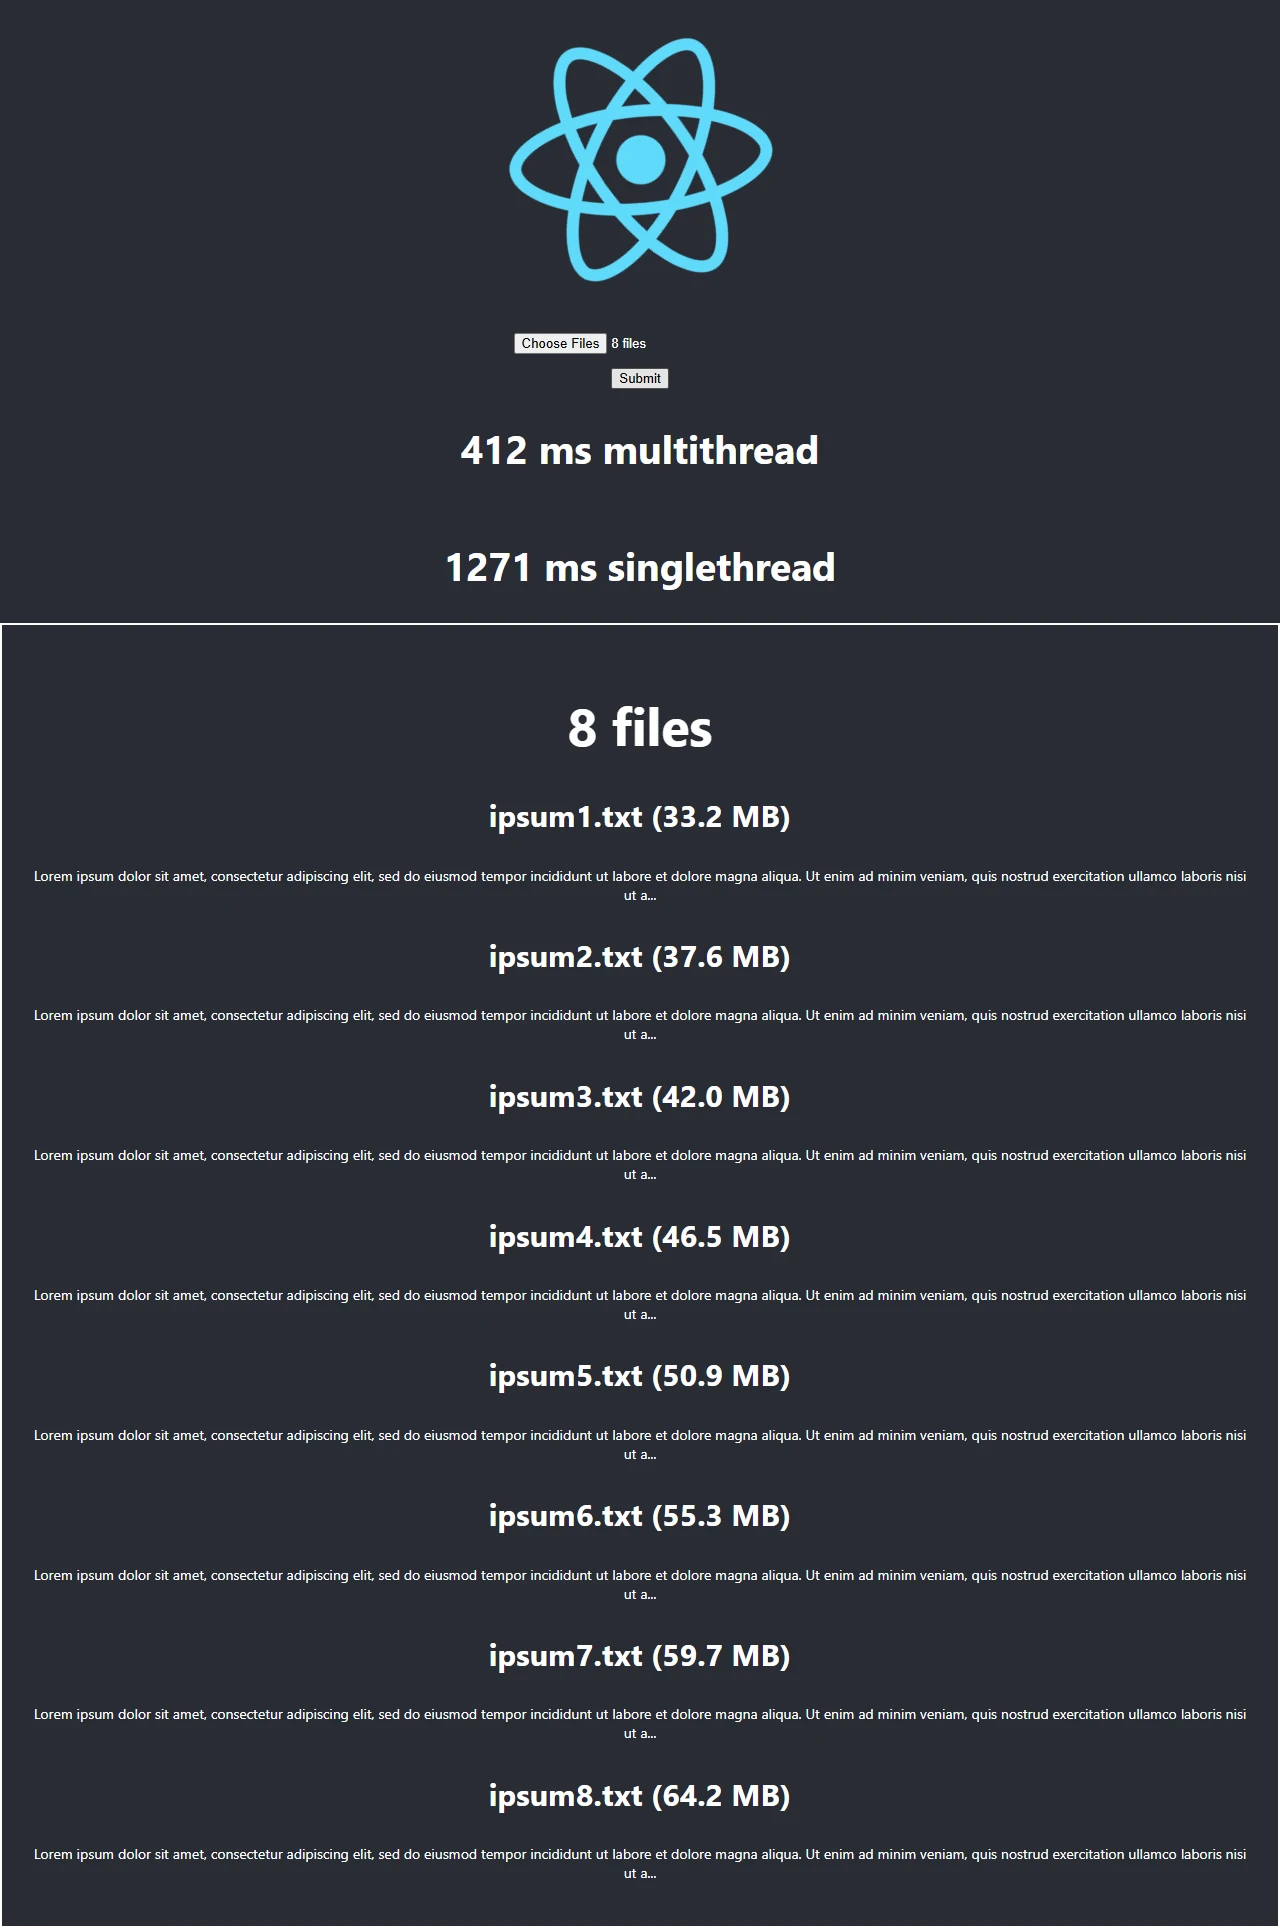 Choose Files 8 files
Submit
412 ms multithread
1271 ms singlethread
8 files
ipsum1.txt (33.2 MB)
Lorem ipsum dolor sit amet, consectetur adipiscing elit, sed do eiusmod tempor incididunt ut labore et dolore magna aliqua. Ut enim ad minim veniam, quis nostrud exercitation ullamco laboris nisi
ut a...
ipsum2.txt (37.6 MB)
Lorem ipsum dolor sit amet, consectetur adipiscing elit, sed do eiusmod tempor incididunt ut labore et dolore magna aliqua. Ut enim ad minim veniam, quis nostrud exercitation ullamco laboris nisi
ut a...
ipsum3.txt (42.0 MB)
Lorem ipsum dolor sit amet, consectetur adipiscing elit, sed do eiusmod tempor incididunt ut labore et dolore magna aliqua. Ut enim ad minim veniam, quis nostrud exercitation ullamco laboris nisi
ut a...
ipsum4.txt (46.5 MB)
Lorem ipsum dolor sit amet, consectetur adipiscing elit, sed do eiusmod tempor incididunt ut labore et dolore magna aliqua. Ut enim ad minim veniam, quis nostrud exercitation ullamco laboris nisi
ut a...
ipsum5.txt (50.9 MB)
Lorem ipsum dolor sit amet, consectetur adipiscing elit, sed do eiusmod tempor incididunt ut labore et dolore magna aliqua. Ut enim ad minim veniam, quis nostrud exercitation ullamco laboris nisi
ut a...
ipsum6.txt (55.3 MB)
Lorem ipsum dolor sit amet, consectetur adipiscing elit, sed do eiusmod tempor incididunt ut labore et dolore magna aliqua. Ut enim ad minim veniam, quis nostrud exercitation ullamco laboris nisi
ut a...
ipsum7.txt (59.7 MB)
Lorem ipsum dolor sit amet, consectetur adipiscing elit, sed do eiusmod tempor incididunt ut labore et dolore magna aliqua. Ut enim ad minim veniam, quis nostrud exercitation ullamco laboris nisi
ut a...
ipsum8.txt (64.2 MB)
Lorem ipsum dolor sit amet, consectetur adipiscing elit, sed do eiusmod tempor incididunt ut labore et dolore magna aliqua. Ut enim ad minim veniam, quis nostrud exercitation ullamco laboris nisi
ut a...